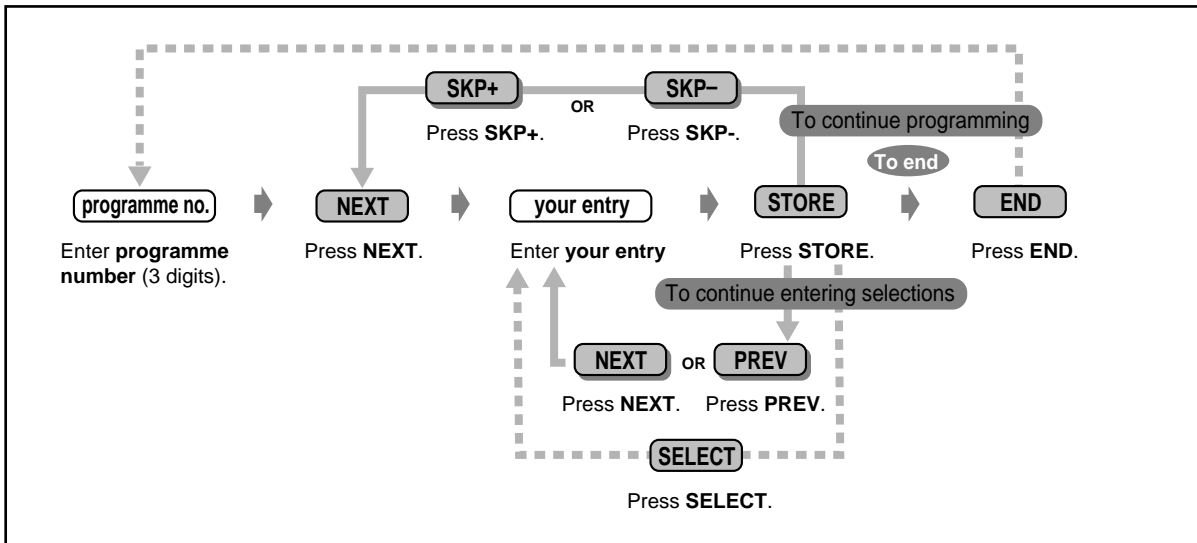 SKP+
OR
SKP–
Press SKP+.
Press SKP-.
To continue programming
To end
programme no.
NEXT
your entry
STORE
END
Enter programme
number (3 digits).
Press NEXT.
Enter your entry
Press STORE.
Press END.
To continue entering selections
NEXT
OR
PREV
Press NEXT.
Press PREV.
SELECT
Press SELECT.